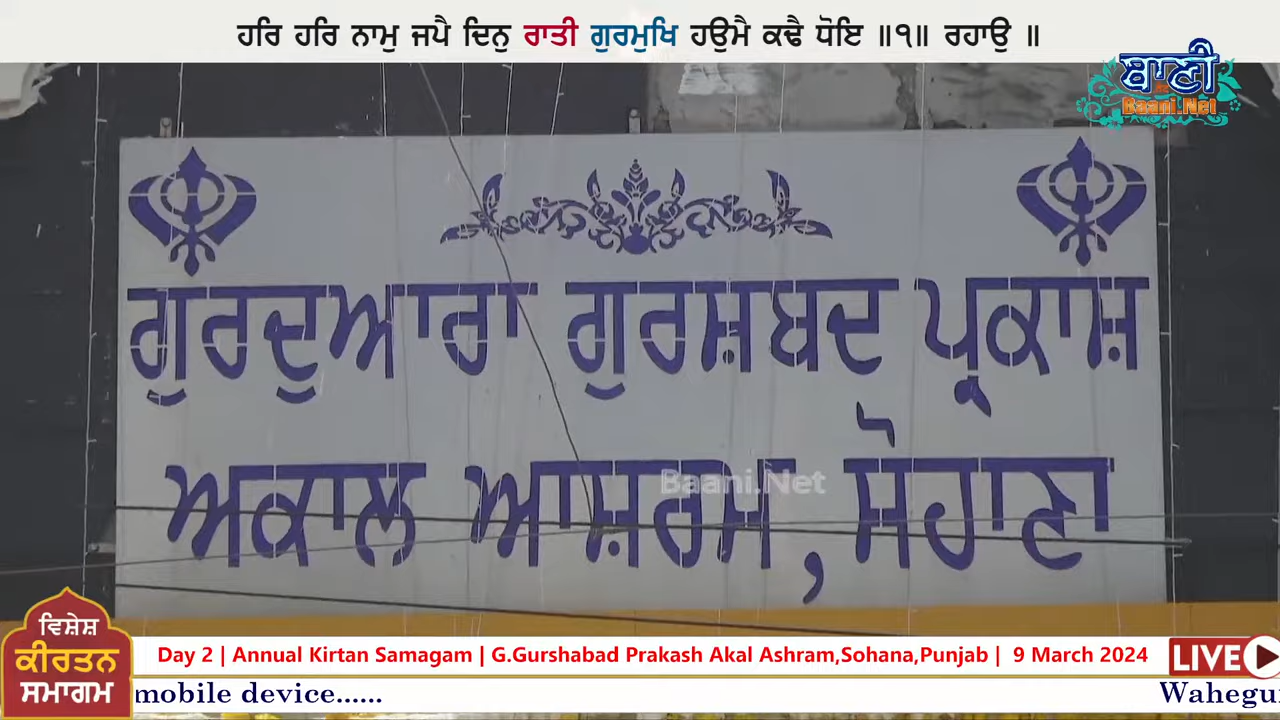 ਹਰਿ ਹਰਿ ਨਾਮੁ ਜਪੈ ਦਿਨੁ ਰਾਤੀ ਗੁਰਮੁਖਿ ਹਉਮੈ ਕਢੈ ਧੋਇ ॥੧॥ ਰਹਾਉ ॥
ਬਾਣੀ
Baani.Net
ਗੁਰਦੁਆਰਾ ਗੁਰਸ਼ਬਦ ਪ੍ਰਕਾਸ਼
ਅਕਾਲ ਆਸ਼ਰਮ, ਸੋਹਾਣਾ
Baani.Net
ਵਿਸ਼ੇਸ਼
ਕੀਰਤਨ
ਸਮਾਗਮ
Day 2 | Annual Kirtan Samagam | G.Gurshabad Prakash Akal Ashram,Sohana,Punjab | 9 March 2024
LIVE
mobile device...... Wahegu